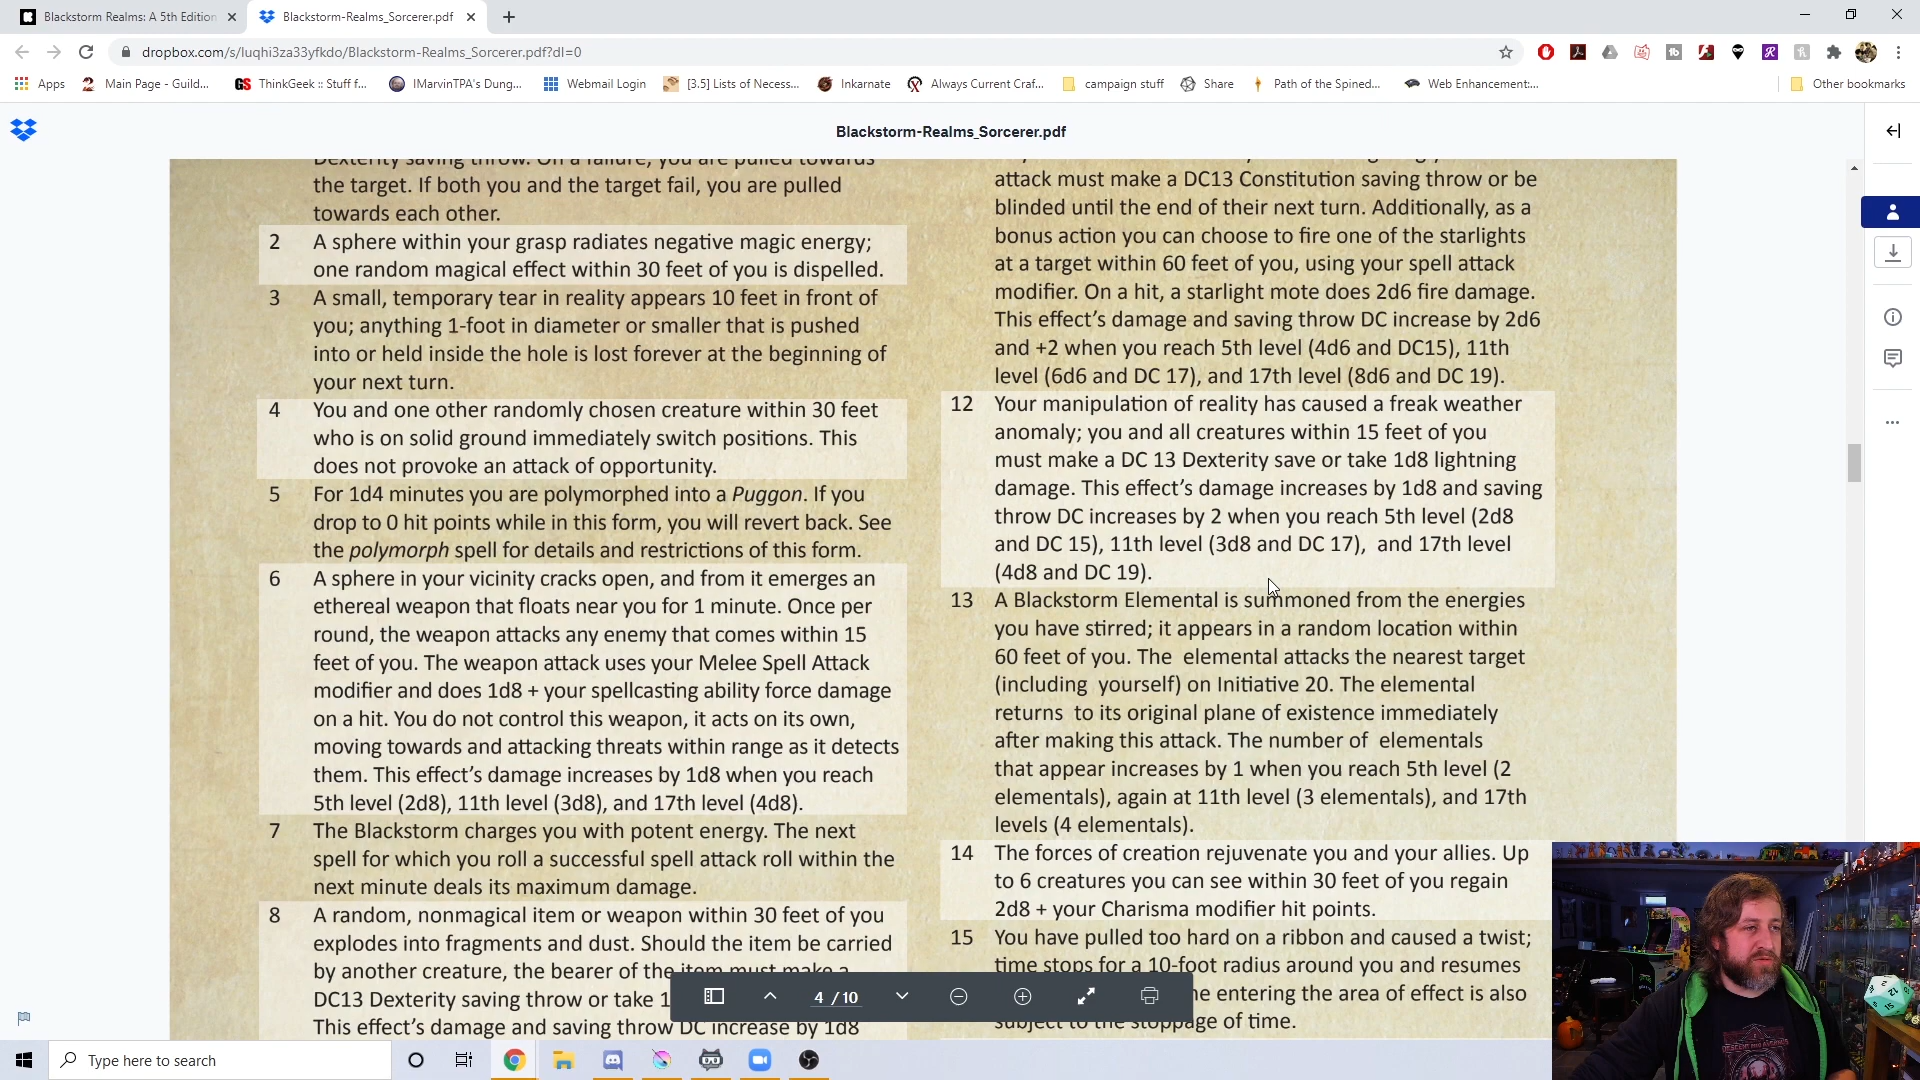 Blackstorm Realms: A 5th Edition
Blackstorm-Realms_Sorcerer.pdf
dropbox.com/s/luqhi3za33yfkdo/Blackstorm-Realms_Sorcerer.pdf?dl=0
Apps
Main Page - Guild...
GS
ThinkGeek :: Stuff f...
IMarvinTPA's Dung...
Webmail Login
[3.5] Lists of Necess...
Inkarnate
Always Current Craf...
campaign stuff
Share
Path of the Spined...
Web Enhancement:...
Other bookmarks
Blackstorm-Realms_Sorcerer.pdf
Dexterity saving throw. On a failure, you are pulled towards
the target. If both you and the target fail, you are pulled
towards each other.
2 A sphere within your grasp radiates negative magic energy;
one random magical effect within 30 feet of you is dispelled.
3 A small, temporary tear in reality appears 10 feet in front of
you; anything 1-foot in diameter or smaller that is pushed
into or held inside the hole is lost forever at the beginning of
your next turn.
4 You and one other randomly chosen creature within 30 feet
who is on solid ground immediately switch positions. This
does not provoke an attack of opportunity.
5 For 1d4 minutes you are polymorphed into a Puggon. If you
drop to 0 hit points while in this form, you will revert back. See
the polymorph spell for details and restrictions of this form.
6 A sphere in your vicinity cracks open, and from it emerges an
ethereal weapon that floats near you for 1 minute. Once per
round, the weapon attacks any enemy that comes within 15
feet of you. The weapon attack uses your Melee Spell Attack
modifier and does 1d8 + your spellcasting ability force damage
on a hit. You do not control this weapon, it acts on its own,
moving towards and attacking threats within range as it detects
them. This effect's damage increases by 1d8 when you reach
5th level (2d8), 11th level (3d8), and 17th level (4d8).
7 The Blackstorm charges you with potent energy. The next
spell for which you roll a successful spell attack roll within the
next minute deals its maximum damage.
8 A random, nonmagical item or weapon within 30 feet of you
explodes into fragments and dust. Should the item be carried
by another creature, the bearer of the item must make a
DC13 Dexterity saving throw or take 1
This effect's damage and saving throw DC increase by 1d8
attack must make a DC13 Constitution saving throw or be
blinded until the end of their next turn. Additionally, as a
bonus action you can choose to fire one of the starlights
at a target within 60 feet of you, using your spell attack
modifier. On a hit, a starlight mote does 2d6 fire damage.
This effect's damage and saving throw DC increase by 2d6
and +2 when you reach 5th level (4d6 and DC15), 11th
level (6d6 and DC 17), and 17th level (8d6 and DC 19).
12 Your manipulation of reality has caused a freak weather
anomaly; you and all creatures within 15 feet of you
must make a DC 13 Dexterity save or take 1d8 lightning
damage. This effect's damage increases by 1d8 and saving
throw DC increases by 2 when you reach 5th level (2d8
and DC 15), 11th level (3d8 and DC 17), and 17th level
(4d8 and DC 19).
13 A Blackstorm Elemental is summoned from the energies
you have stirred; it appears in a random location within
60 feet of you. The elemental attacks the nearest target
(including yourself) on Initiative 20. The elemental
returns to its original plane of existence immediately
after making this attack. The number of elementals
that appear increases by 1 when you reach 5th level (2
elementals), again at 11th level (3 elementals), and 17th
levels (4 elementals).
14 The forces of creation rejuvenate you and your allies. Up
to 6 creatures you can see within 30 feet of you regain
2d8 + your Charisma modifier hit points.
15 You have pulled too hard on a ribbon and caused a twist;
time stops for a 10-foot radius around you and resumes
ne entering the area of effect is also
subject to the stoppage of time.
4 / 10
Type here to search